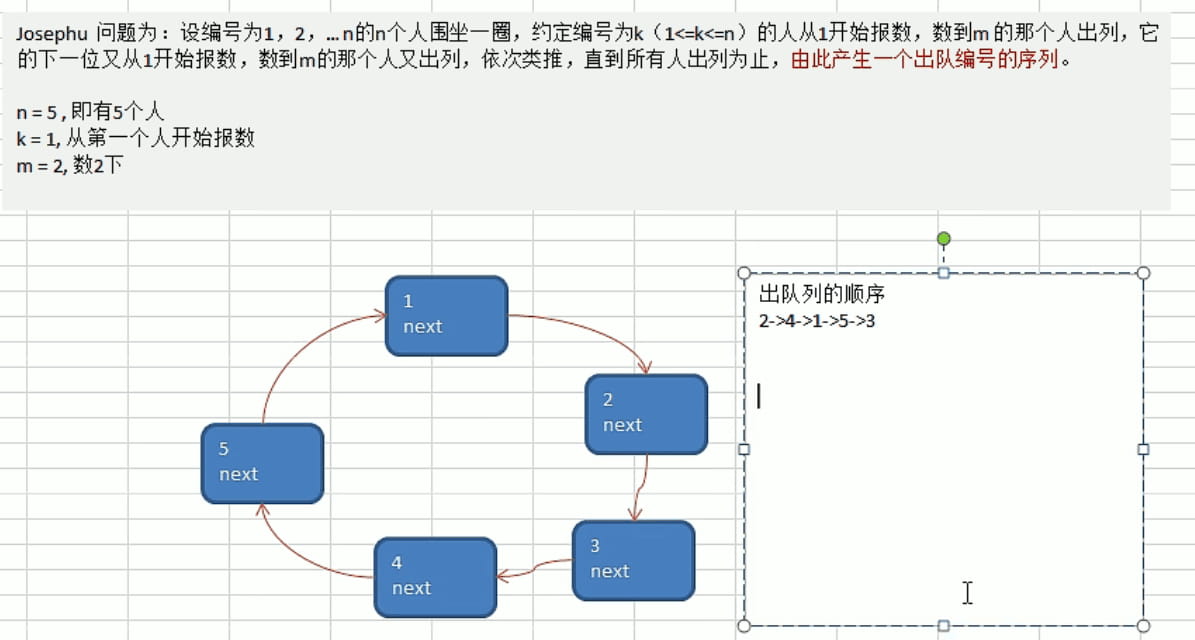 Josephu 问题为：设编号为1，2，… n的n个人围坐一圈，约定编号为k（1<=k<=n）的人从1开始报数，数到m 的那个人出列，它
的下一位又从1开始报数，数到m的那个人又出列，依次类推，直到所有人出列为止，由此产生一个出队编号的序列。
n = 5 , 即有5个人
k = 1, 从第一个人开始报数
m = 2, 数2下
1
next
2
next
3
next
4
next
5
next
出队列的顺序
2->4->1->5->3